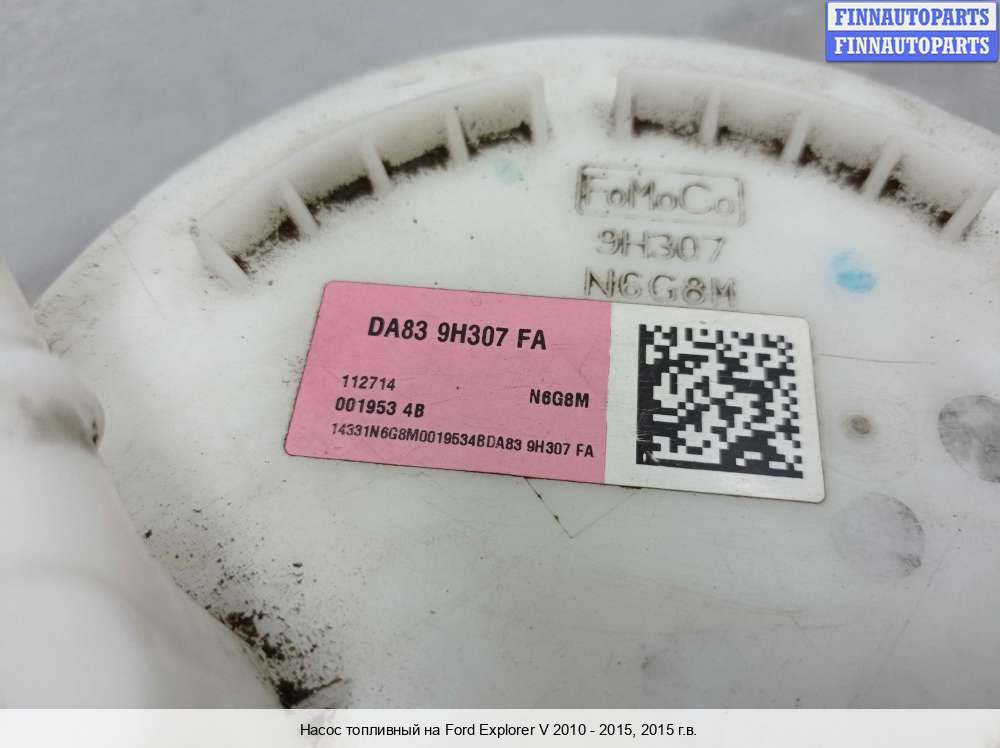 FINNAUTOPARTS
FINNAUTOPARTS
FoMoCo
9H307
N6G8M
DA83 9H307 FA
112714
N6G8M
001953 4B
14331N6G8M0019534BDA83 9H307 FA
Насос топливный на Ford Explorer V 2010 - 2015, 2015 г.в.